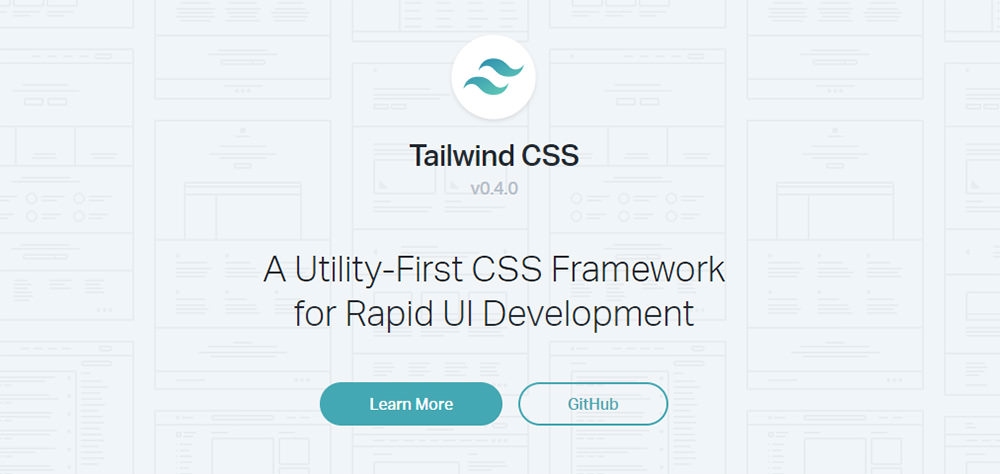 Tailwind CSS
v0.4.0
A Utility-First CSS Framework
for Rapid UI Development
Learn More
GitHub